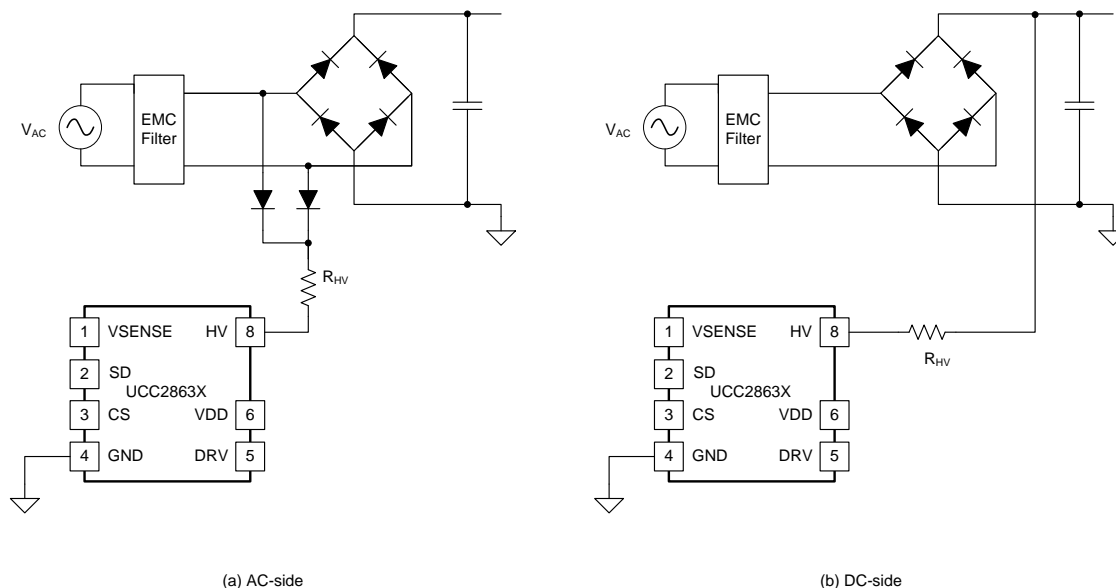 VAC
EMC
Filter
RHV
1 VSENSE HV 8
2 SD
UCC2863X
3 CS VDD 6
4 GND DRV 5
(a) AC-side
VAC
EMC
Filter
RHV
1 VSENSE HV 8
2 SD
UCC2863X
3 CS VDD 6
4 GND DRV 5
(b) DC-side